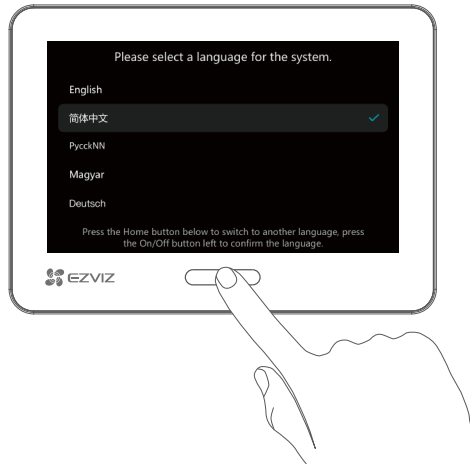 Please select a language for the system.
English
简体中文
PycckNN
Magyar
Deutsch
Press the Home button below to switch to another language, press
the On/Off button left to confirm the language.
EZVIZ